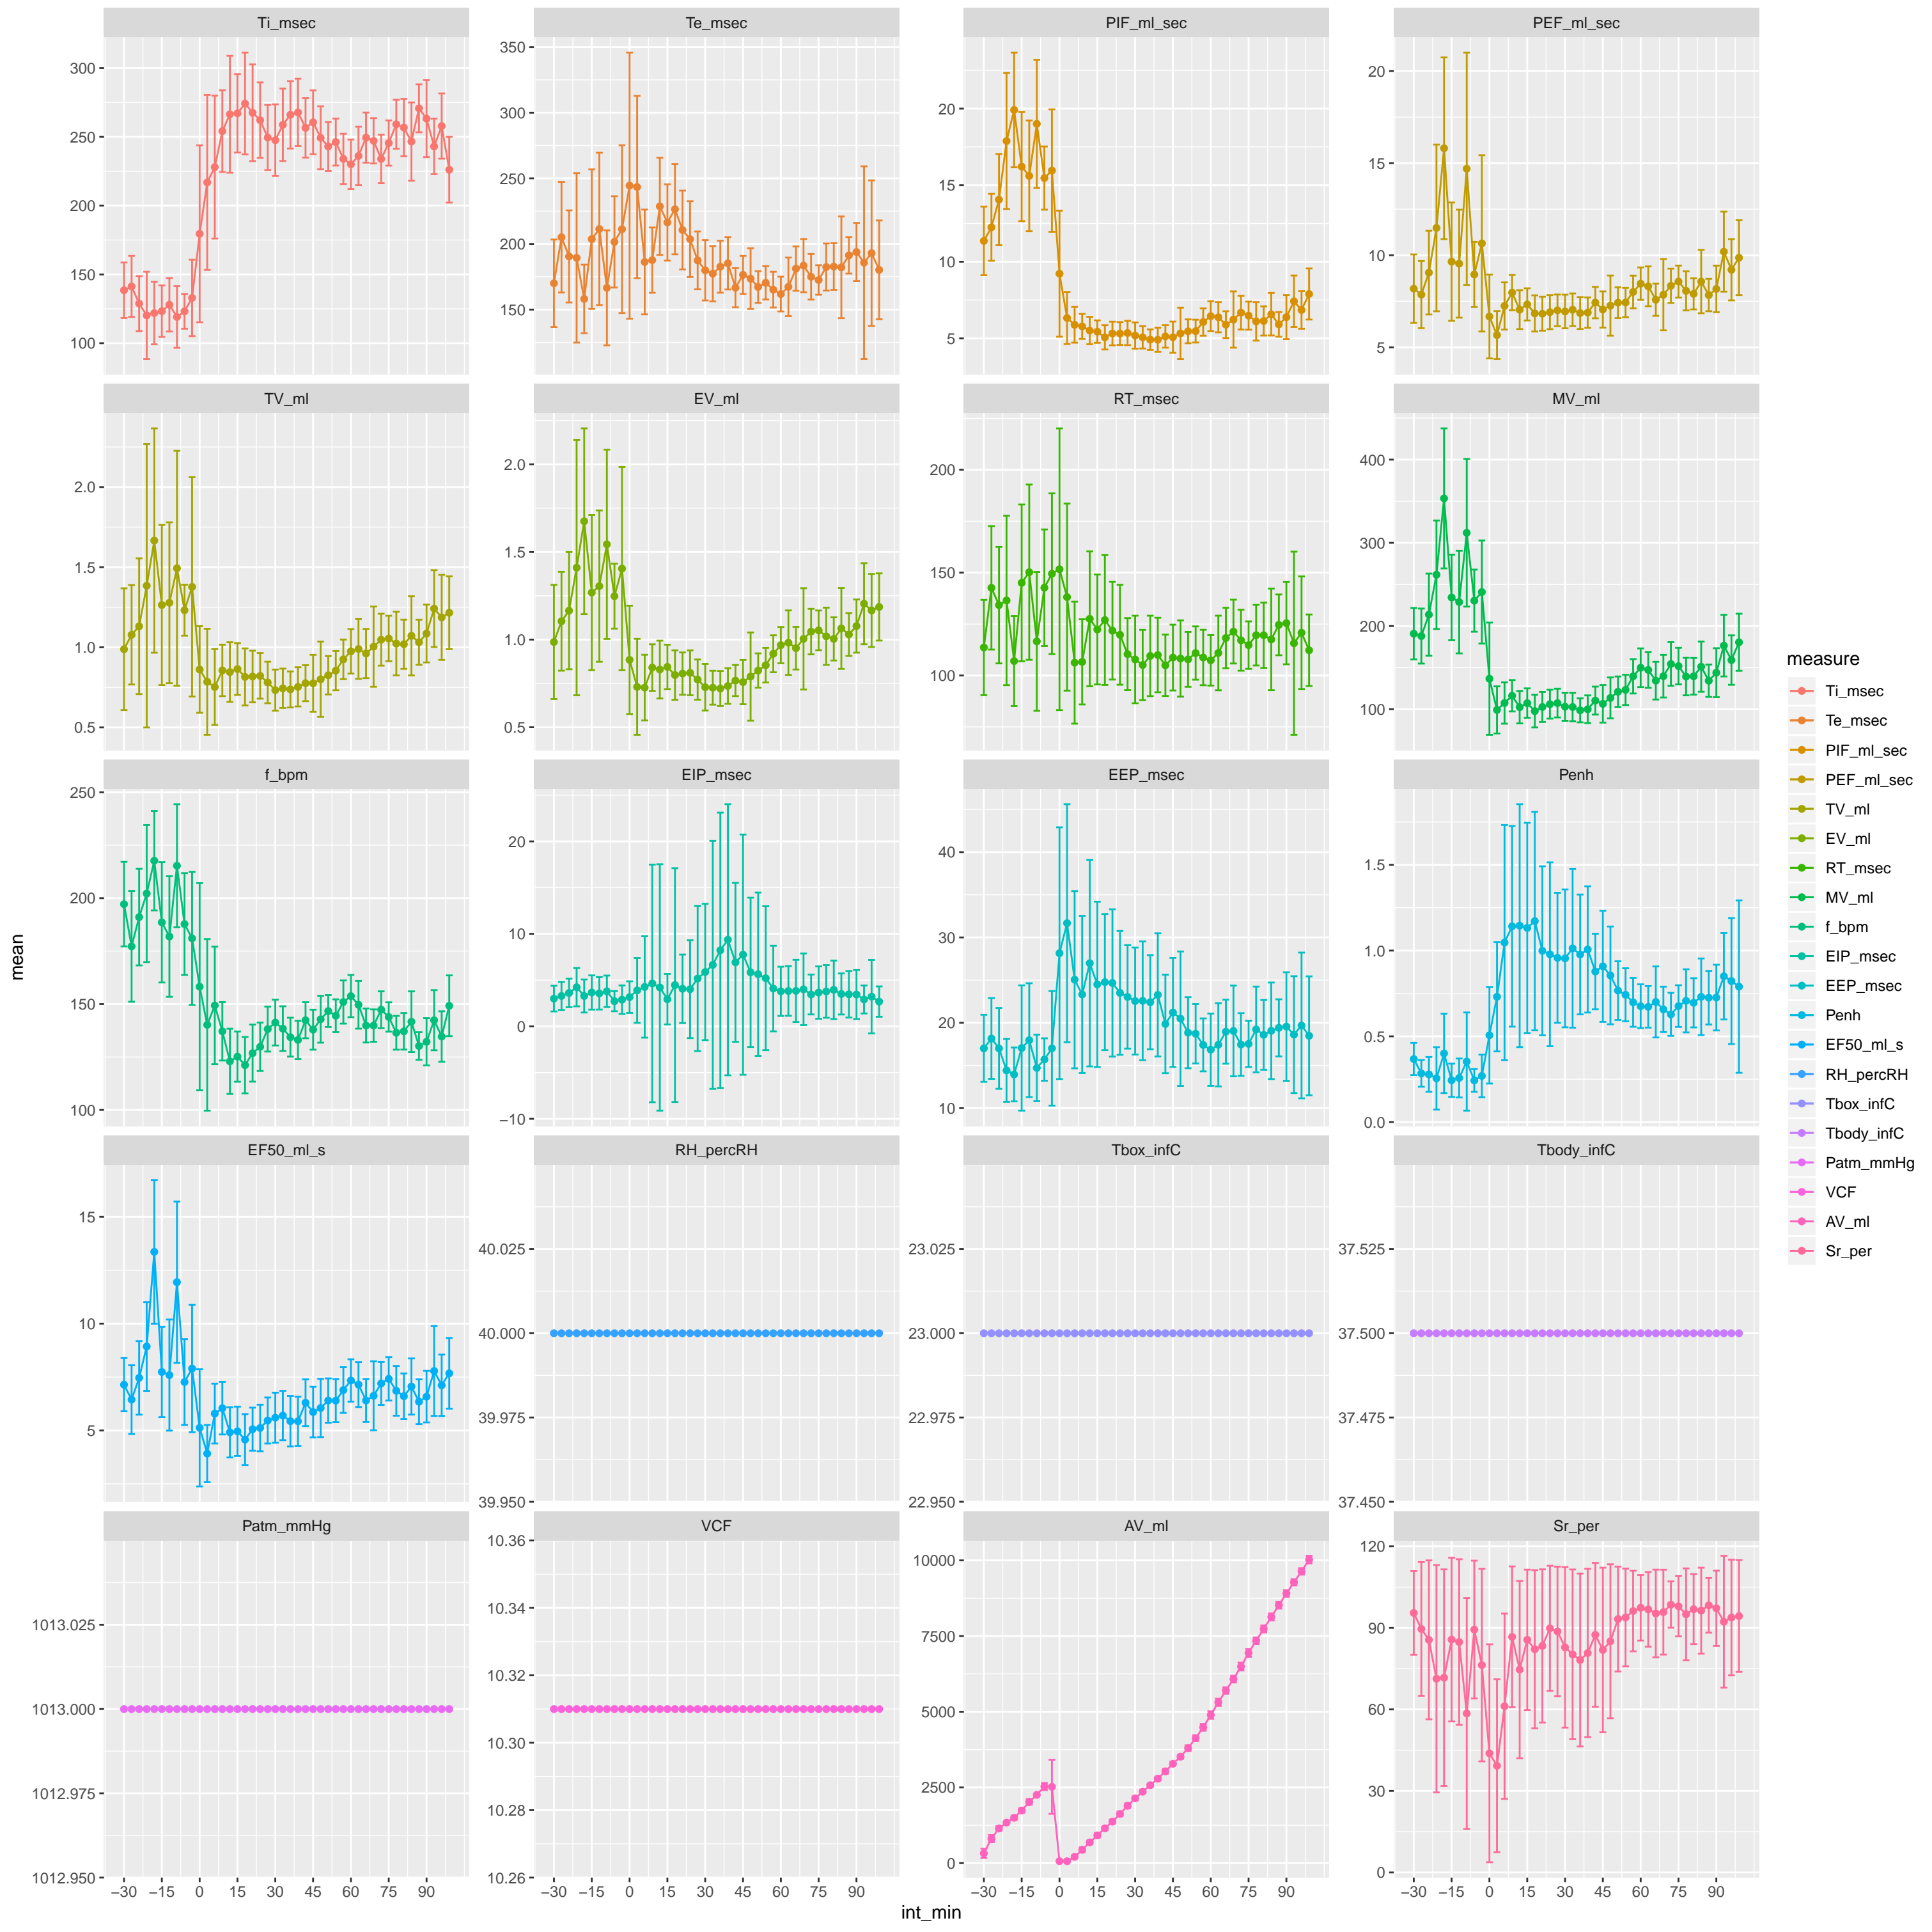 Ti_msec
Te_msec
PIF_ml_sec
PEF_ml_sec
300
250
200
150
100
350
300
250
200
150
20
15
10
5
20
15
10
5
TV_ml
EV_ml
RT_msec
MV_ml
2.0
1.5
1.0
0.5
2.0
1.5
1.0
0.5
200
150
100
400
300
200
100
f_bpm
EIP_msec
EEP_msec
Penh
250
200
150
100
20
10
0
−10
40
30
20
10
1.5
1.0
0.5
0.0
EF50_ml_s
RH_percRH
Tbox_infC
Tbody_infC
15
10
5
40.025
40.000
39.975
39.950
23.025
23.000
22.975
22.950
37.525
37.500
37.475
37.450
Patm_mmHg
VCF
AV_ml
Sr_per
1013.025
1013.000
1012.975
1012.950
10.36
10.34
10.32
10.30
10.28
10.26
10000
7500
5000
2500
0
120
90
60
30
0
−30 −15 0 15 30 45 60 75 90
−30 −15 0 15 30 45 60 75 90
−30 −15 0 15 30 45 60 75 90
−30 −15 0 15 30 45 60 75 90
int_min
mean
measure
Ti_msec
Te_msec
PIF_ml_sec
PEF_ml_sec
TV_ml
EV_ml
RT_msec
MV_ml
f_bpm
EIP_msec
EEP_msec
Penh
EF50_ml_s
RH_percRH
Tbox_infC
Tbody_infC
Patm_mmHg
VCF
AV_ml
Sr_per